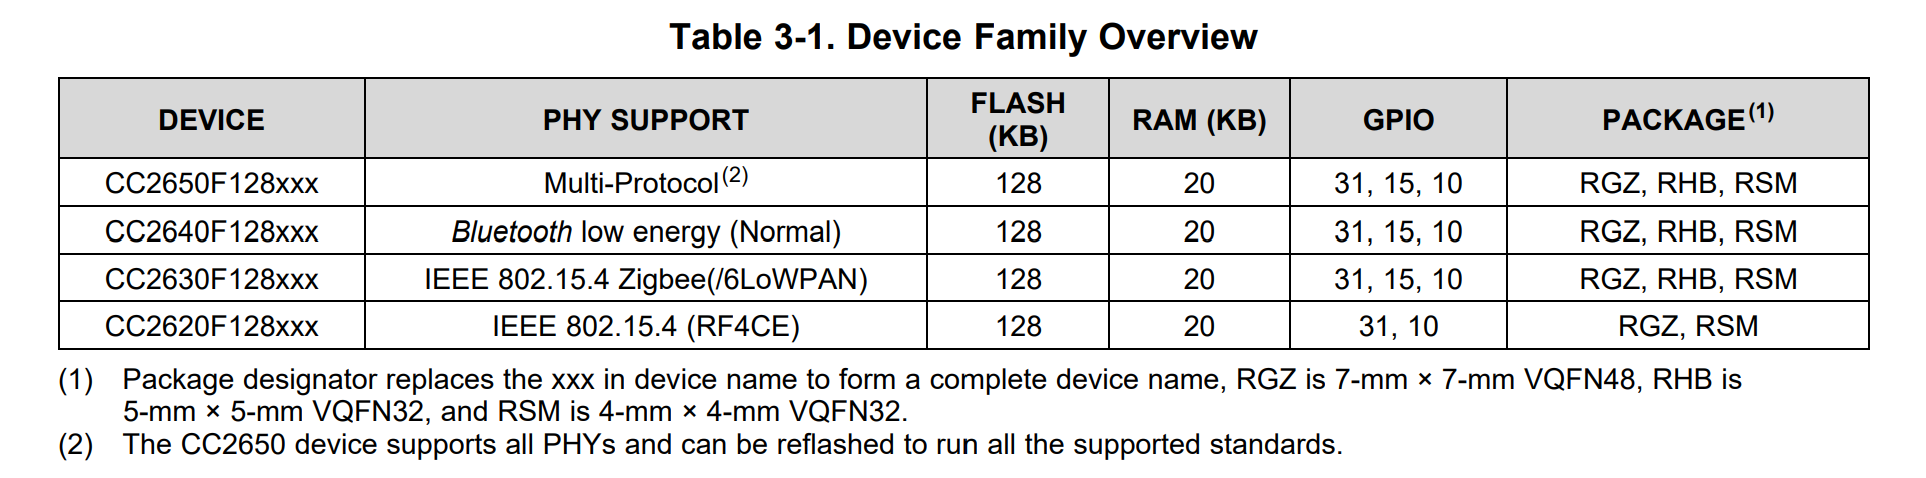 Table 3-1. Device Family Overview
DEVICE PHY SUPPORT FLASH (KB) RAM (KB) GPIO PACKAGE(1)
CC2650F128xxx Multi-Protocol(2) 128 20 31, 15, 10 RGZ, RHB, RSM
CC2640F128xxx Bluetooth low energy (Normal) 128 20 31, 15, 10 RGZ, RHB, RSM
CC2630F128xxx IEEE 802.15.4 Zigbee(/6LoWPAN) 128 20 31, 15, 10 RGZ, RHB, RSM
CC2620F128xxx IEEE 802.15.4 (RF4CE) 128 20 31, 10 RGZ, RSM
(1) Package designator replaces the xxx in device name to form a complete device name, RGZ is 7-mm × 7-mm VQFN48, RHB is
5-mm × 5-mm VQFN32, and RSM is 4-mm × 4-mm VQFN32.
(2) The CC2650 device supports all PHYs and can be reflashed to run all the supported standards.